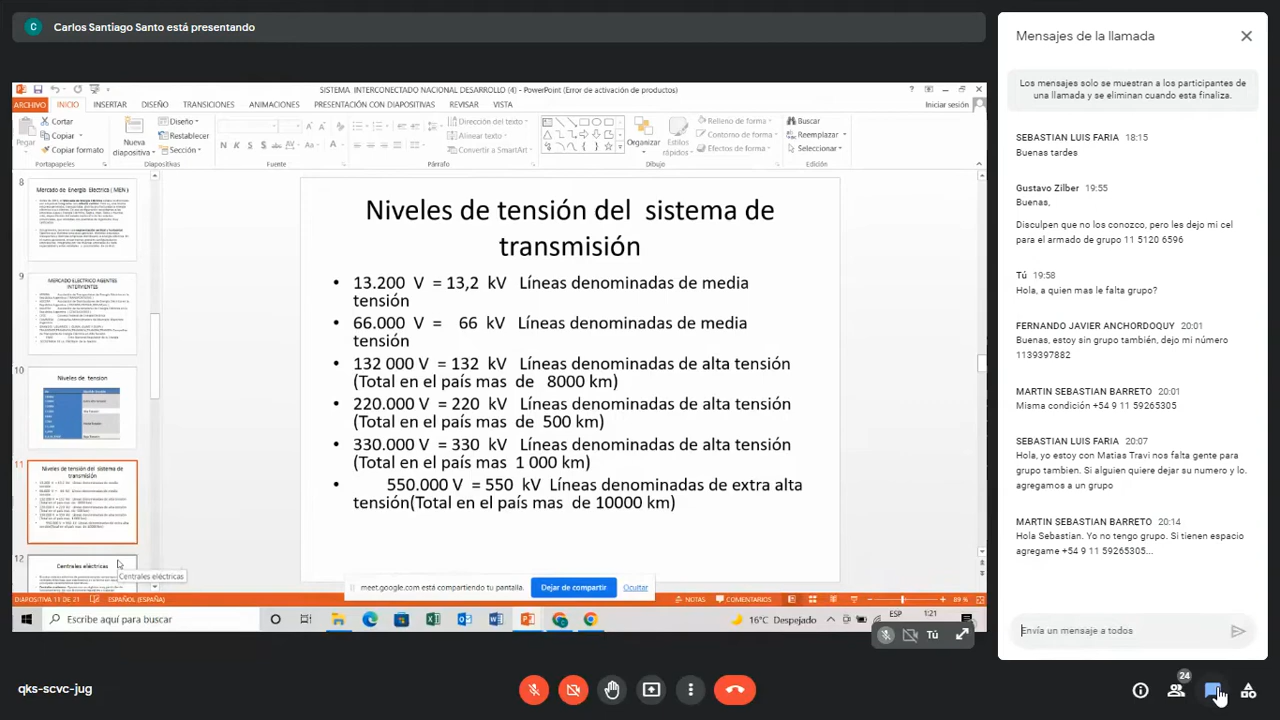 C Carlos Santiago Santo está presentando
SISTEMA INTERCONECTADO NACIONAL DESARROLLO (4) - PowerPoint (Error de activación de productos)
ARCHIVO INICIO INSERTAR DISEÑO TRANSICIONES ANIMACIONES PRESENTACIÓN CON DIAPOSITIVAS REVISAR VISTA
Iniciar sesión
Pegar
Cortar
Copiar
Copiar formato
Portapapeles
Nueva
diapositiva
Diseño
Restablecer
Sección
Diapositivas
Fuente
Dirección del texto
Alinear texto
Convertir a SmartArt
Párrafo
Organizar
Estilos
rápidos
Relleno de forma
Contorno de forma
Efectos de forma
Dibujo
Buscar
Reemplazar
Seleccionar
Edición
8
Mercado de Energía Electrica ( MEN)
9
MERCADO ELECTRICO AGENTES
10
Niveles de tension
11
Niveles de tensión del sistema de
transmisión
12
Centrales eléctricas
Centrales eléctricas
Niveles de tensión del sistema de
transmisión
• 13.200 V = 13,2 kV Líneas denominadas de media
tensión
• 66.000 V = 66 kV Líneas denominadas de media
tensión
• 132 000 V = 132 kV Líneas denominadas de alta tensión
(Total en el país mas de 8000 km)
• 220.000 V = 220 kV Líneas denominadas de alta tensión
(Total en el país mas de 500 km)
• 330.000 V = 330 kV Líneas denominadas de alta tensión
(Total en el país mas 1 000 km)
• 550.000 V =550 kV Líneas denominadas de extra alta
tensión(Total en el país mas de 10000 km)
meet.google.com está compartiendo tu pantalla.
Dejar de compartir
Ocultar
DIAPOSITIVA 11 DE 21 ESPAÑOL (ESPAÑA)
NOTAS COMENTARIOS 89 %
Escribe aquí para buscar
16°C Despejado
ESP
1:21
Tú
Mensajes de la llamada
Los mensajes solo se muestran a los participantes de
una llamada y se eliminan cuando esta finaliza.
SEBASTIAN LUIS FARIA 18:15
Buenas tardes
Gustavo Zilber 19:55
Buenas,
Disculpen que no los conozco, pero les dejo mi cel
para el armado de grupo 11 5120 6596
Tú 19:58
Hola, a quien mas le falta grupo?
FERNANDO JAVIER ANCHORDOQUY 20:01
Buenas, estoy sin grupo también, dejo mi número
1139397882
MARTIN SEBASTIAN BARRETO 20:01
Misma condición +54 9 11 59265305
SEBASTIAN LUIS FARIA 20:07
Hola, yo estoy con Matias Travi nos falta gente para
grupo tambien. Si alguien quiere dejar su numero y lo.
agregamos a un grupo
MARTIN SEBASTIAN BARRETO 20:14
Hola Sebastian. Yo no tengo grupo. Si tienen espacio
agregame +54 9 11 59265305...
Envía un mensaje a todos
qks-scvc-jug
24